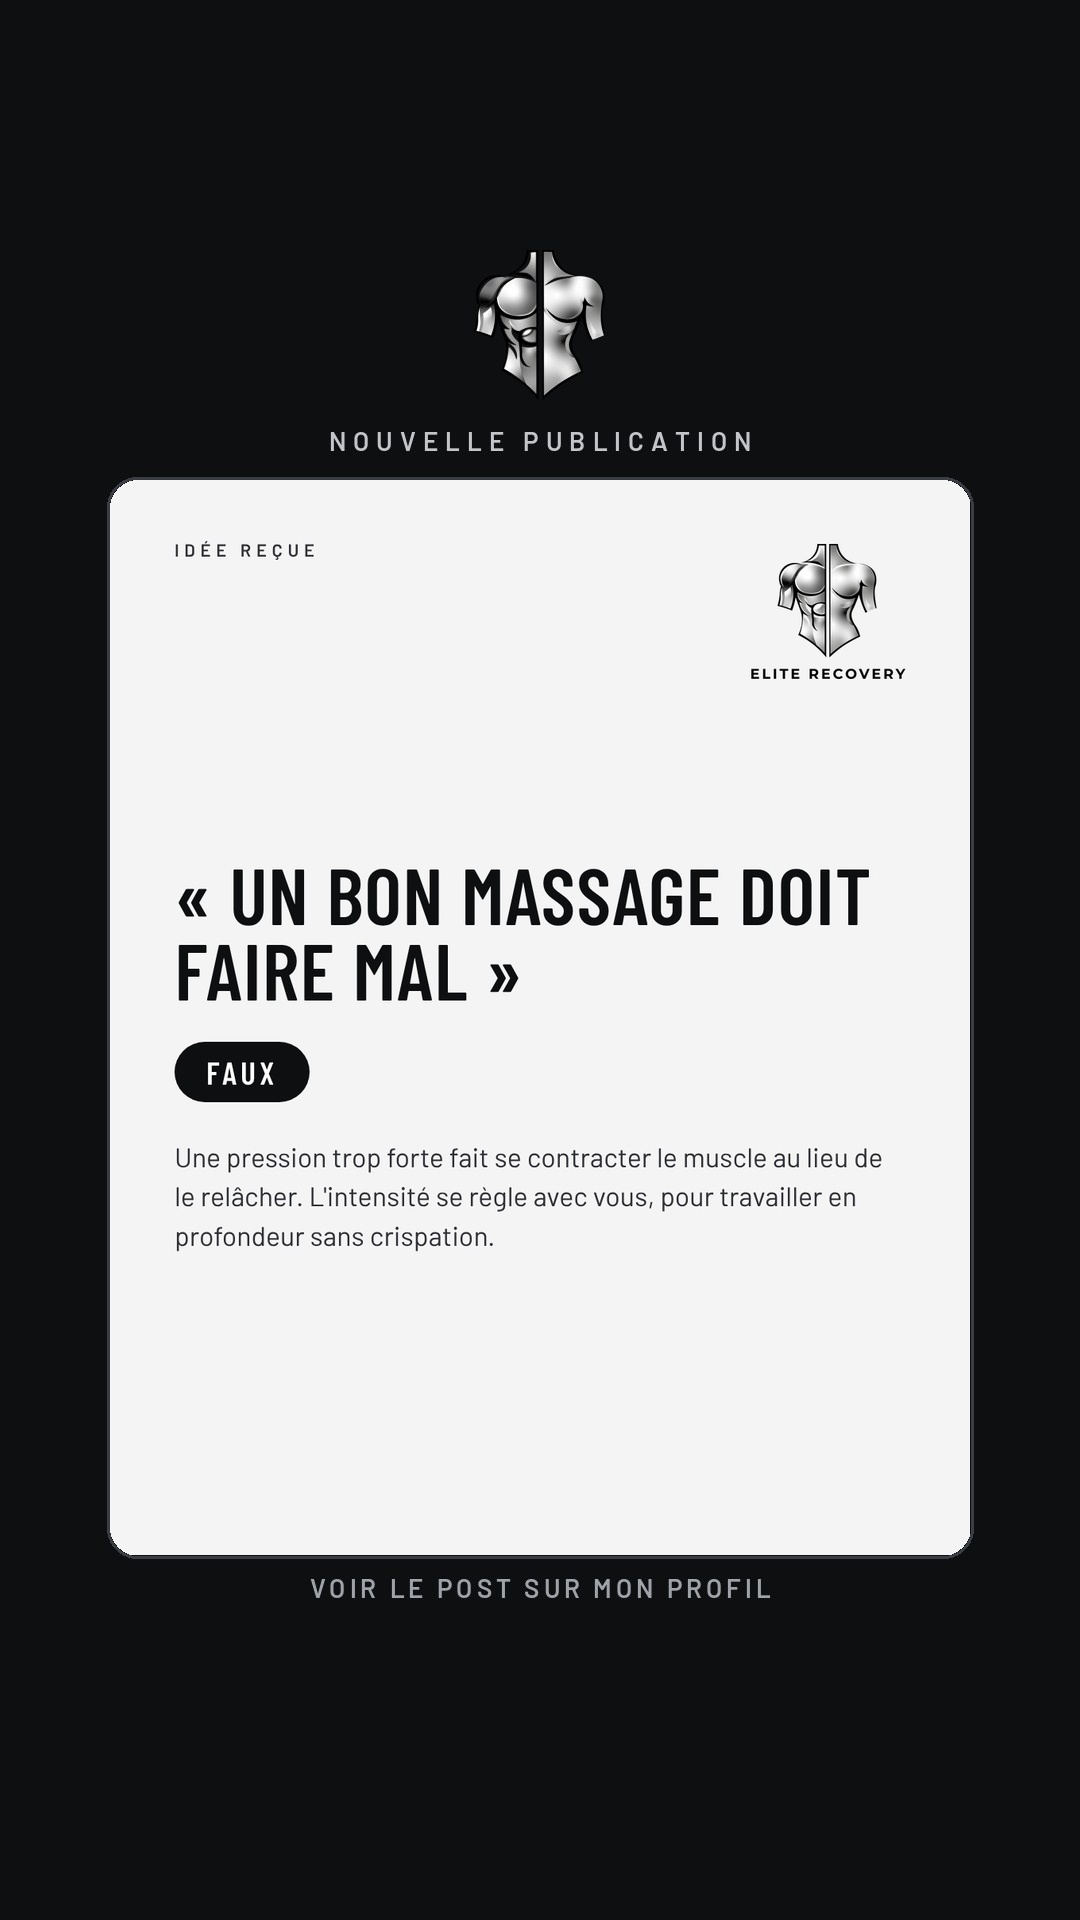 NOUVELLE PUBLICATION
IDÉE REÇUE
ELITE RECOVERY
« UN BON MASSAGE DOIT
FAIRE MAL »
FAUX
Une pression trop forte fait se contracter le muscle au lieu de
le relâcher. L'intensité se règle avec vous, pour travailler en
profondeur sans crispation.
VOIR LE POST SUR MON PROFIL